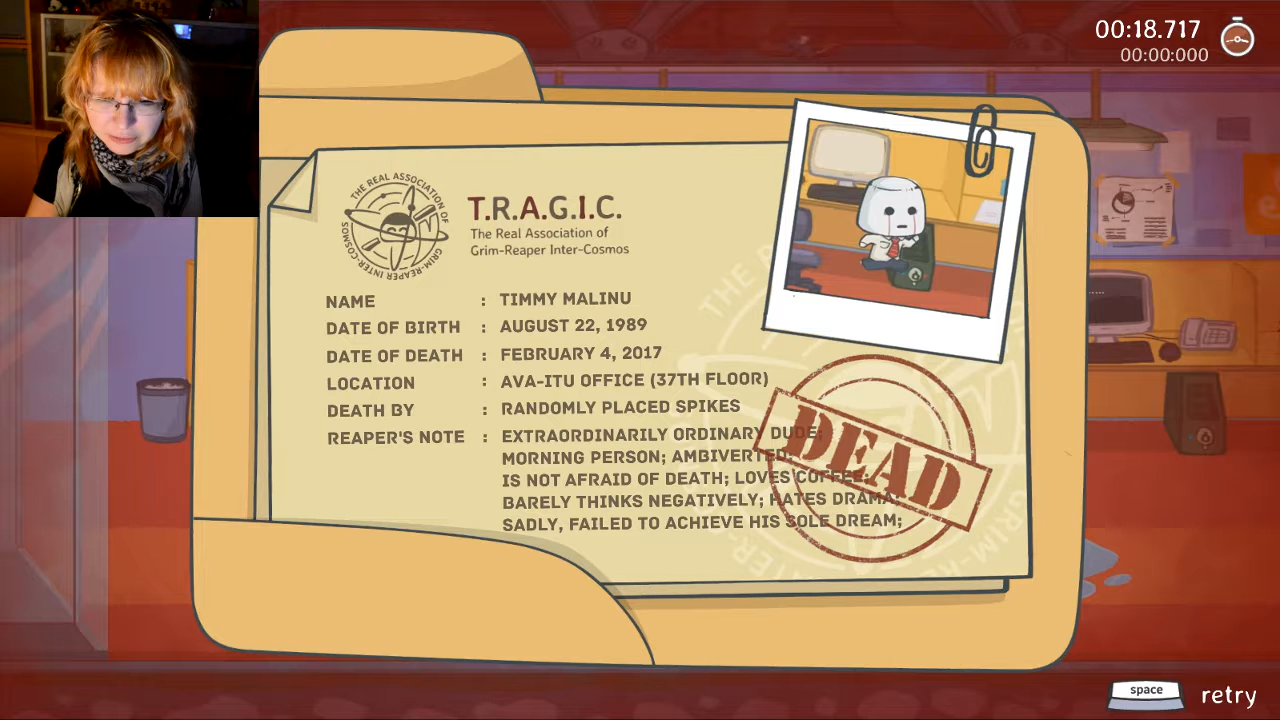 00:18.717
00:00:000
THE REAL ASSOCIATION OF GRIM-REAPER INTER-COSMOS
T.R.A.G.I.C.
The Real Association of
Grim-Reaper Inter-Cosmos
NAME : TIMMY MALINU
DATE OF BIRTH : AUGUST 22, 1989
DATE OF DEATH : FEBRUARY 4, 2017
LOCATION : AVA-ITU OFFICE (37TH FLOOR)
DEATH BY : RANDOMLY PLACED SPIKES
REAPER'S NOTE : EXTRAORDINARILY ORDINARY DUDE;
MORNING PERSON; AMBIVERTED;
IS NOT AFRAID OF DEATH; LOVES COFFEE;
BARELY THINKS NEGATIVELY; HATES DRAMA;
SADLY, FAILED TO ACHIEVE HIS SOLE DREAM;
DEAD
space retry